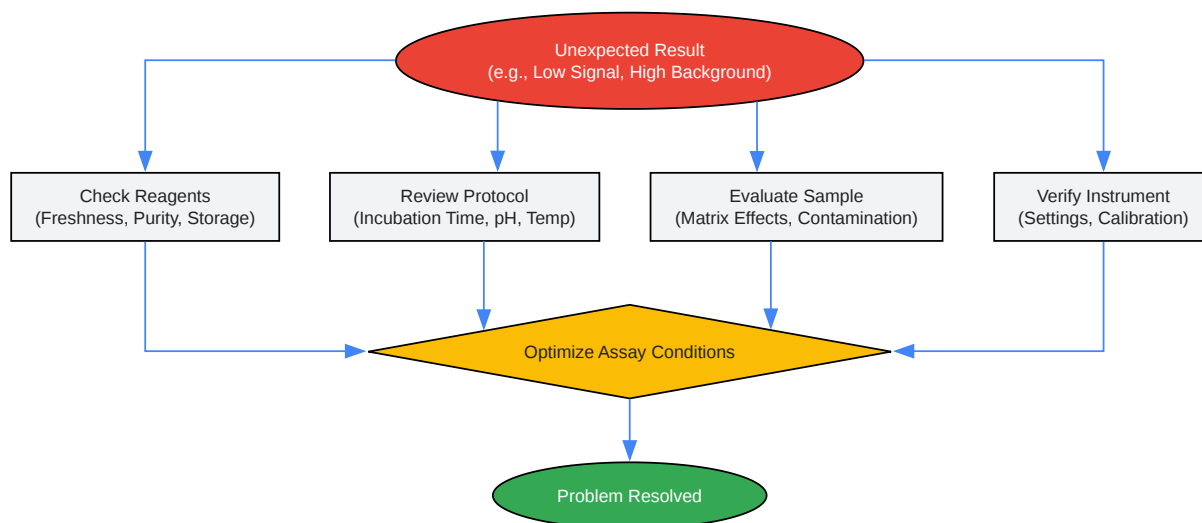 Unexpected Result
(e.g., Low Signal, High Background)
Check Reagents
(Freshness, Purity, Storage)
Review Protocol
(Incubation Time, pH, Temp)
Evaluate Sample
(Matrix Effects, Contamination)
Verify Instrument
(Settings, Calibration)
Optimize Assay Conditions
Problem Resolved